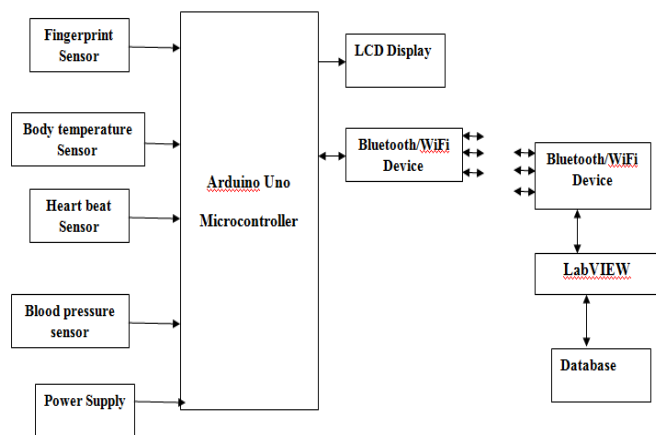 Fingerprint
Sensor
Body temperature
Sensor
Heart beat
Sensor
Blood pressure
sensor
Power Supply
Arduino Uno
Microcontroller
LCD Display
Bluetooth/WiFi
Device
Bluetooth/WiFi
Device
LabVIEW
Database